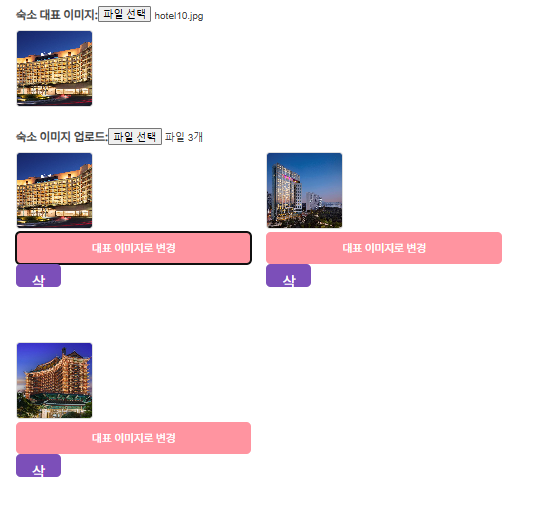 숙소 대표 이미지: 파일 선택 hotel10.jpg
숙소 이미지 업로드: 파일 선택 파일 3개
대표 이미지로 변경
대표 이미지로 변경
삭
삭
대표 이미지로 변경
삭